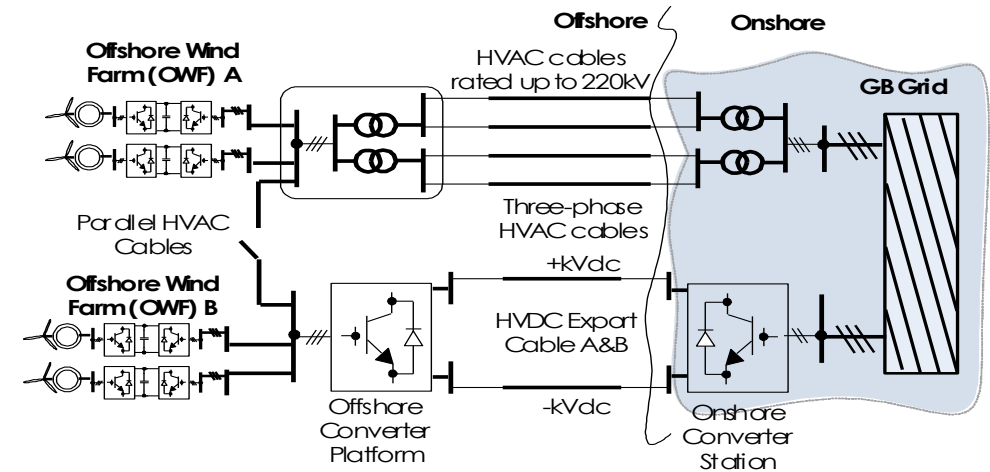 Offshore
Onshore
Offshore Wind
Farm (OWF) A
HVAC cables
rated up to 220kV
GB Grid
Parallel HVAC
Cables
Three-phase
HVAC cables
Offshore Wind
Farm (OWF) B
+kVdc
HVDC Export
Cable A&B
-kVdc
Offshore
Converter
Platform
Onshore
Converter
Station